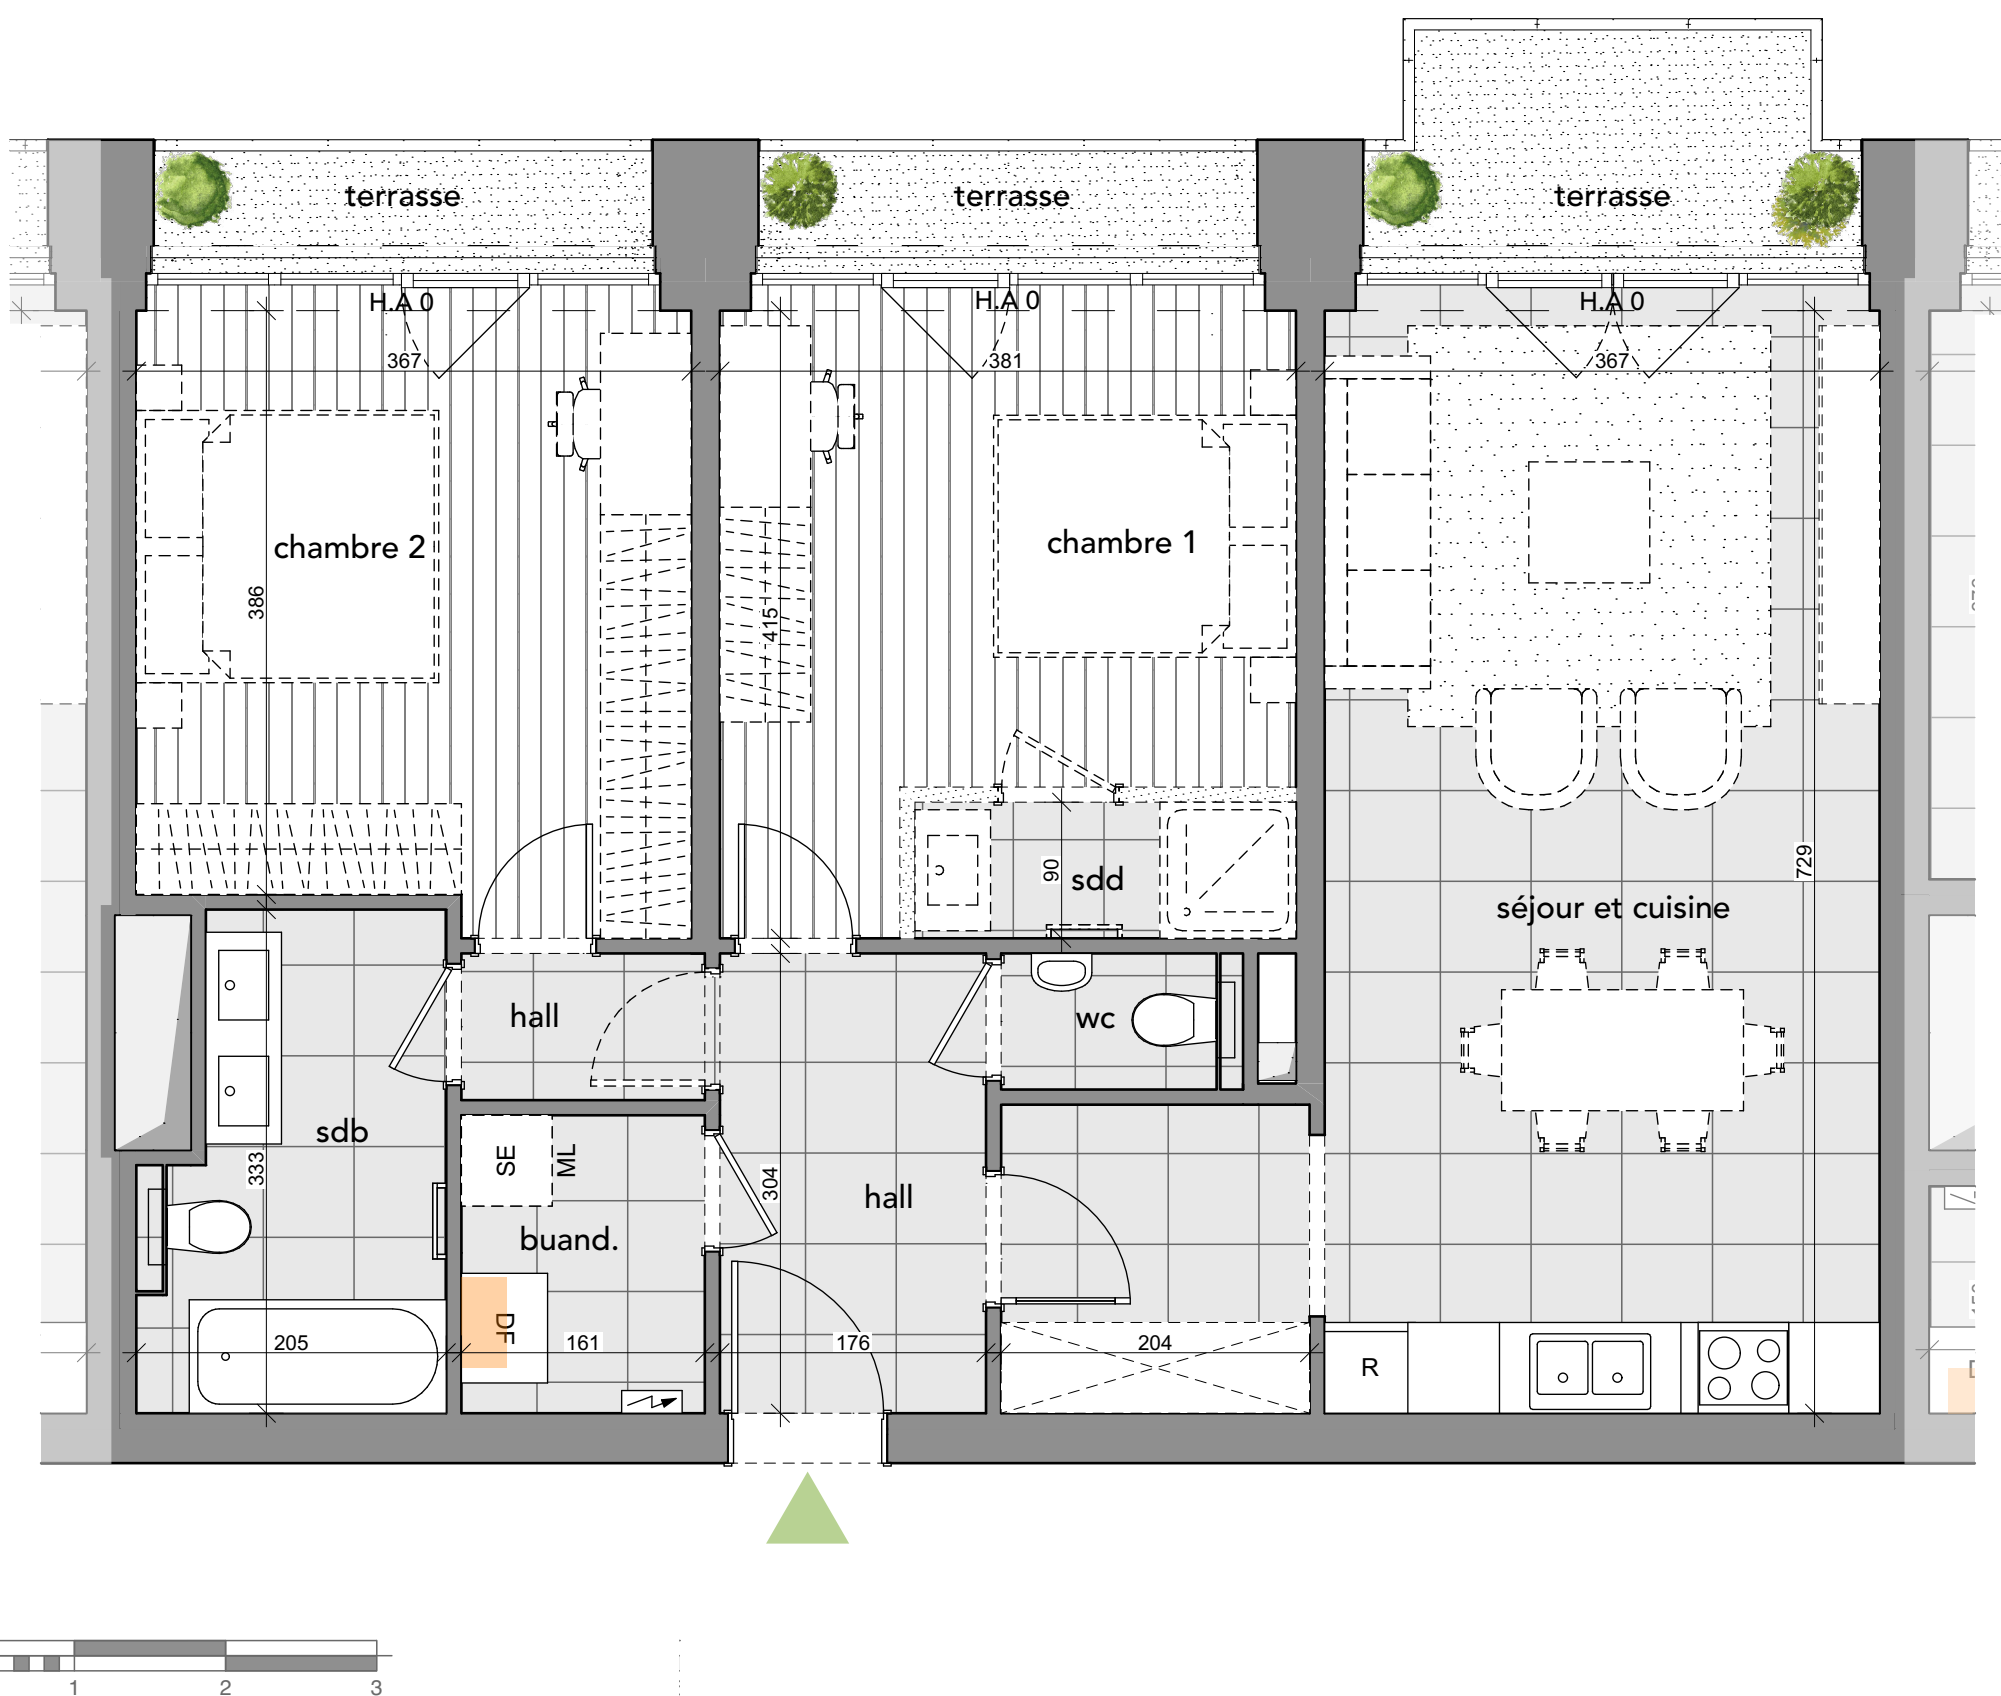 terrasse
terrasse
terrasse
H.A 0
H.A 0
H.A 0
367
381
367
chambre 2
chambre 1
386
415
90
sdd
729
séjour et cuisine
hall
wc
sdb
333
SE
ML
304
hall
buand.
DF
205
161
176
204
R
1
2
3